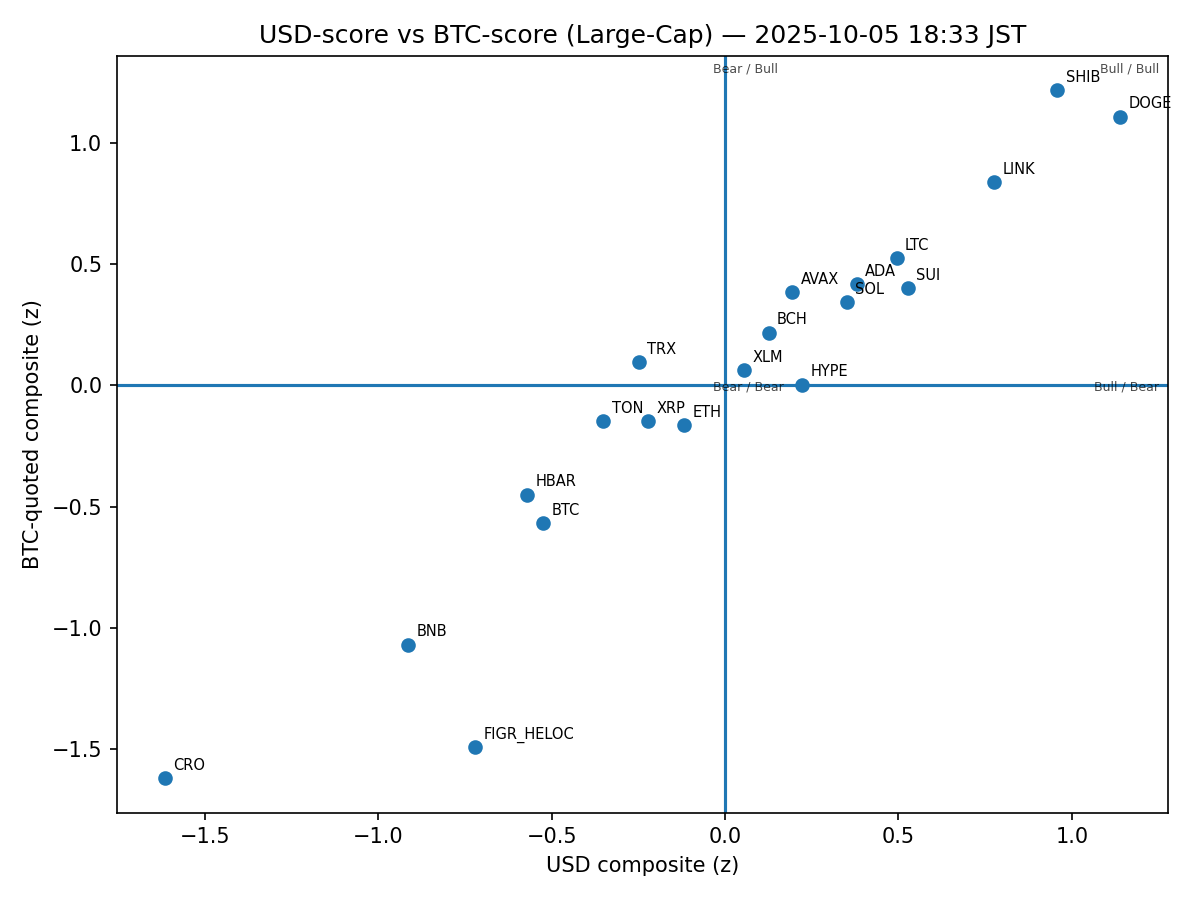 USD-score vs BTC-score (Large-Cap) — 2025-10-05 18:33 JST
Bear / Bull
Bull / Bull
SHIB
DOGE
LINK
LTC
ADA
SUI
AVAX
SOL
BCH
TRX
XLM
HYPE
Bear / Bear
Bull / Bear
TON
XRP
ETH
HBAR
BTC
BNB
FIGR_HELOC
CRO
1.0
0.5
0.0
−0.5
−1.0
−1.5
BTC-quoted composite (z)
−1.5
−1.0
−0.5
0.0
0.5
1.0
USD composite (z)